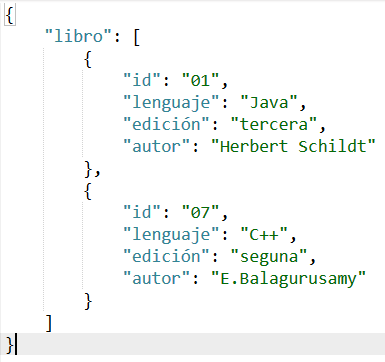 {
"libro": [
{
"id": "01",
"lenguaje": "Java",
"edición": "tercera",
"autor": "Herbert Schildt"
},
{
"id": "07",
"lenguaje": "C++",
"edición": "seguna",
"autor": "E.Balagurusamy"
}
]
}